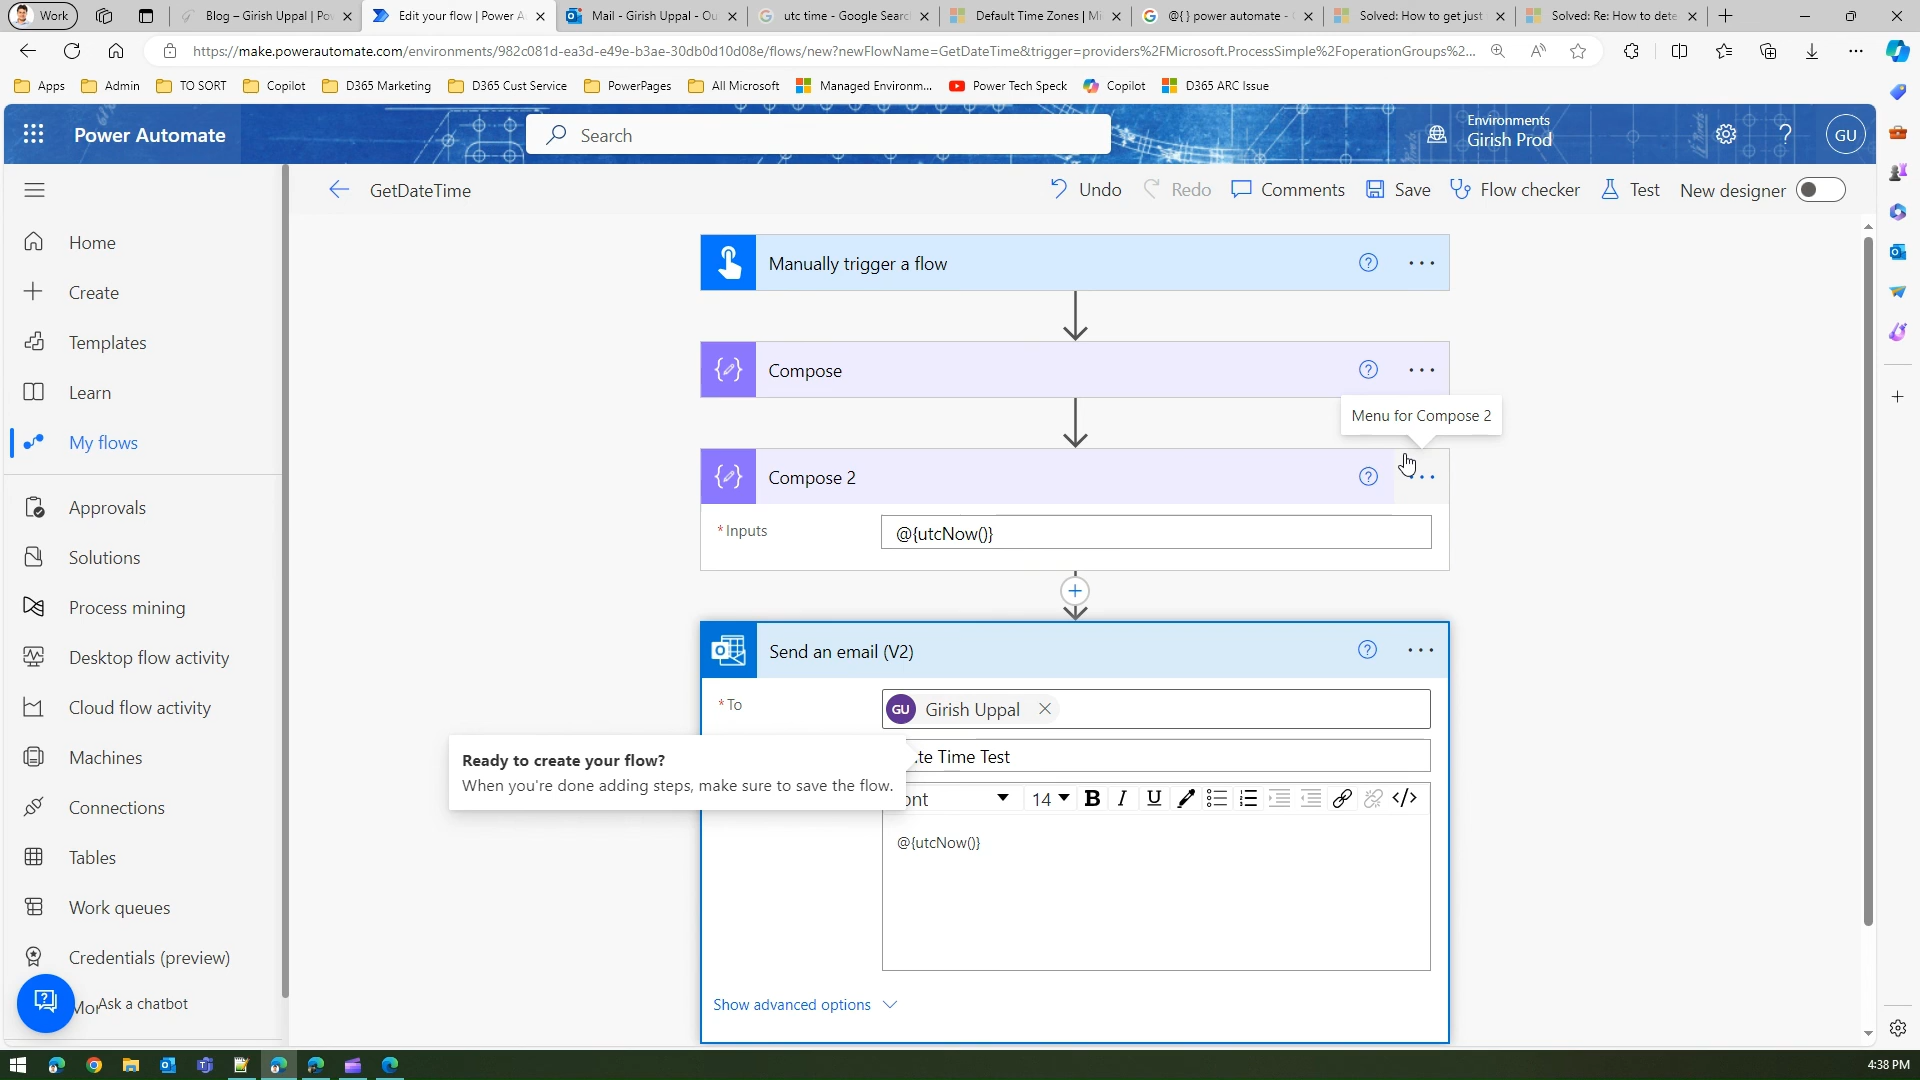 Work
Blog – Girish Uppal | Po
Edit your flow | Power A
Mail - Girish Uppal - Ou
utc time - Google Searc
Default Time Zones | Mi
@{} power automate -
Solved: How to get just
Solved: Re: How to dete
https://make.powerautomate.com/environments/982c081d-ea3d-e49e-b3ae-30db0d10d08e/flows/new?newFlowName=GetDateTime&trigger=providers%2FMicrosoft.ProcessSimple%2FoperationGroups%2...
Apps
Admin
TO SORT
Copilot
D365 Marketing
D365 Cust Service
PowerPages
All Microsoft
Managed Environm...
Power Tech Speck
Copilot
D365 ARC Issue
Power Automate
Search
Environments
Girish Prod
GU
GetDateTime
Undo
Redo
Comments
Save
Flow checker
Test
New designer
Home
Create
Templates
Learn
My flows
Approvals
Solutions
Process mining
Desktop flow activity
Cloud flow activity
Machines
Connections
Tables
Work queues
Credentials (preview)
Mor
Ask a chatbot
Manually trigger a flow
Compose
Menu for Compose 2
Compose 2
* Inputs
@{utcNow()}
Send an email (V2)
* To
GU Girish Uppal
Ready to create your flow?
When you're done adding steps, make sure to save the flow.
te Time Test
ont
14
B I U
</>
@{utcNow()}
Show advanced options
4:38 PM